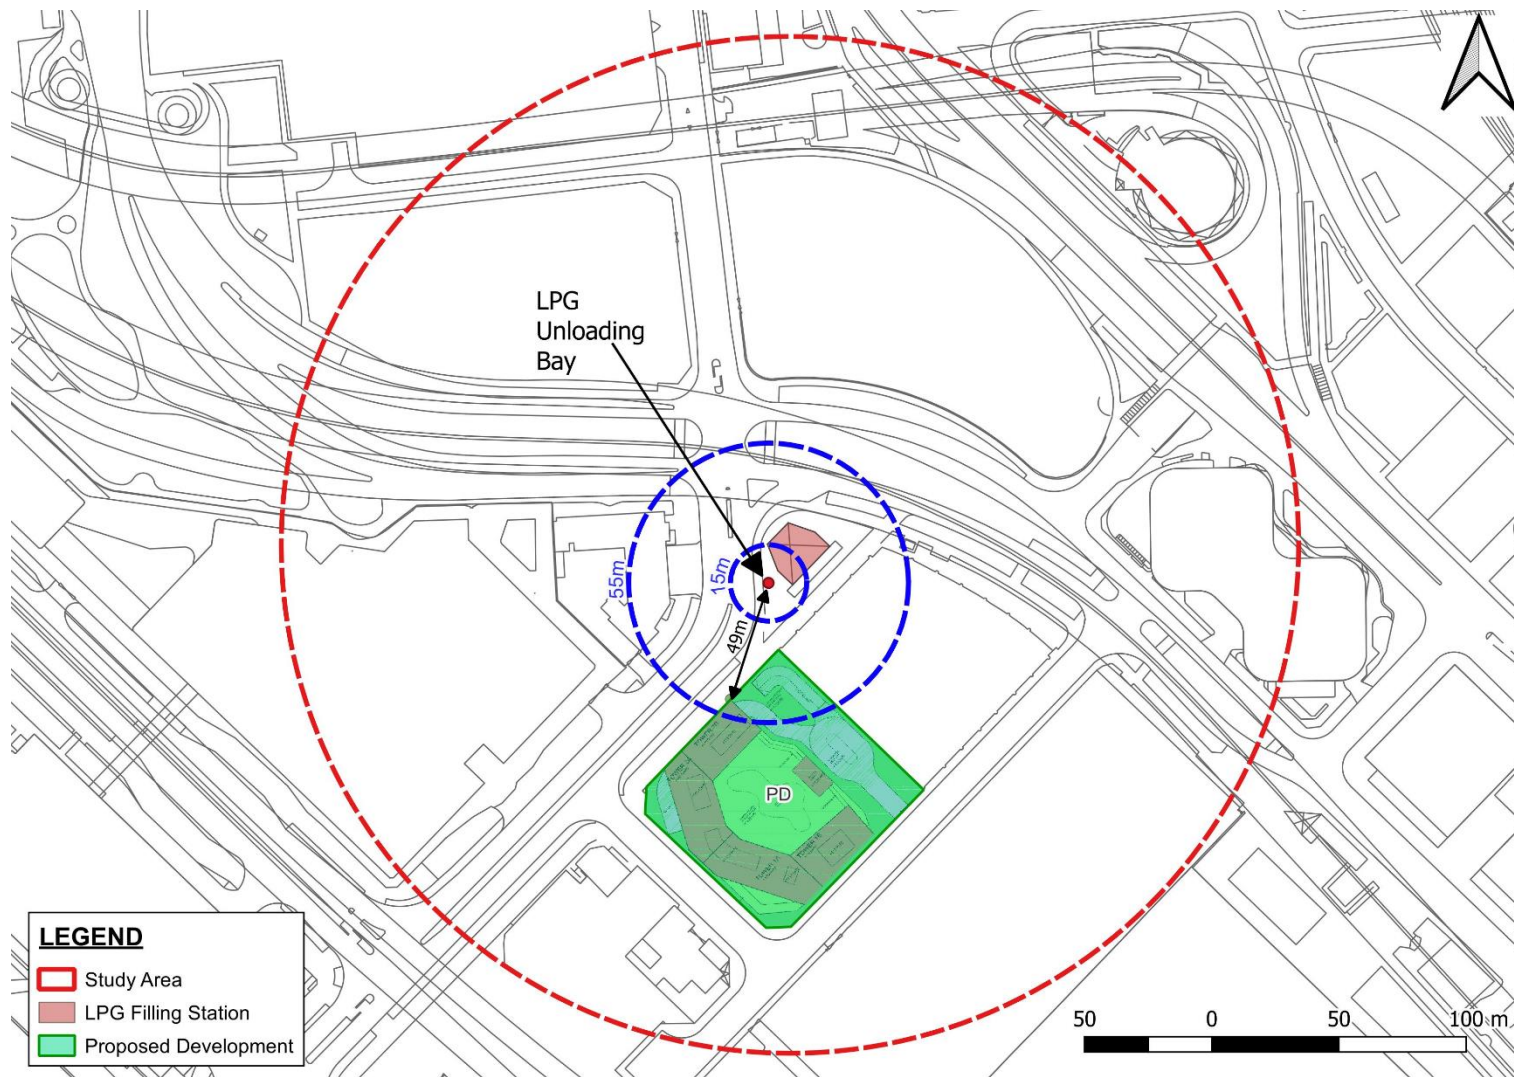 LPG
Unloading
Bay
55m
15m
49m
PD
LEGEND
Study Area
LPG Filling Station
Proposed Development
50 0 50 100 m